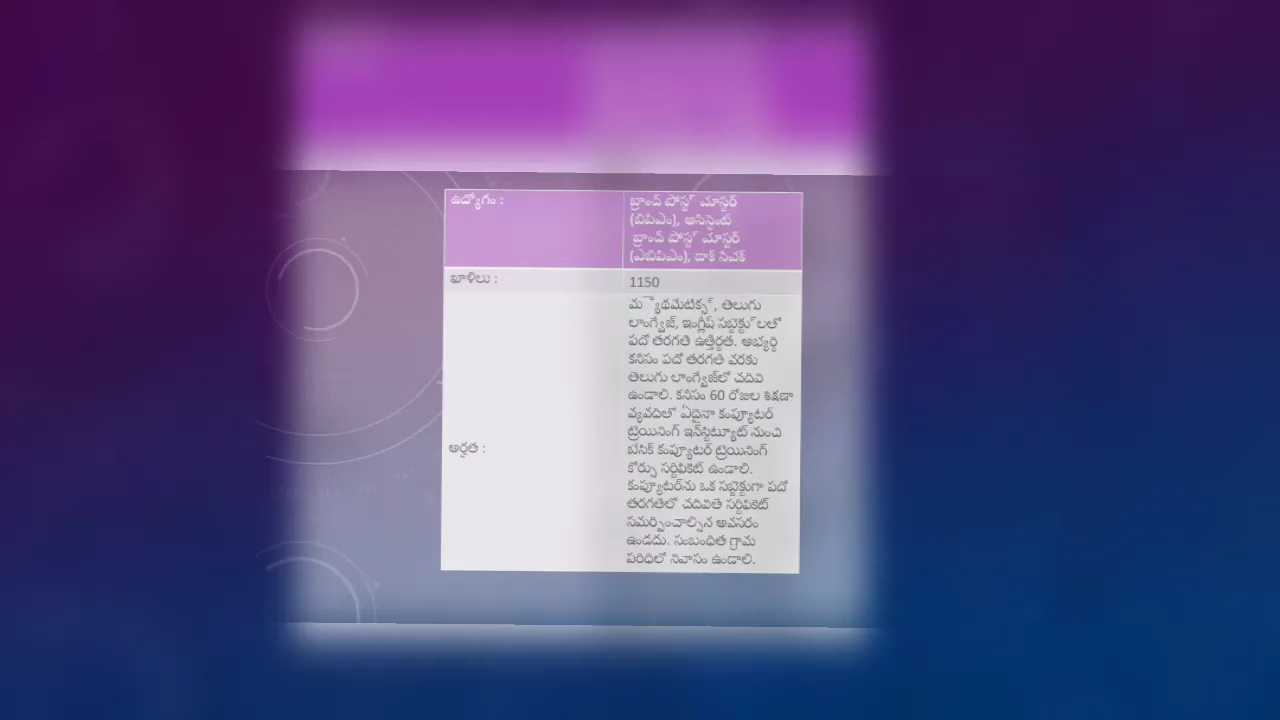 ఉద్యోగం :
బ్రాంచ్ పోస్ట్ మాస్టర్
(బిపిఎం), అసిస్టెంట్
బ్రాంచ్ పోస్ట్ మాస్టర్
(ఎబిపిఎం), డాక్ సేవక్
ఖాళీలు :
1150
అర్హత :
మ్యాథమేటిక్స్, తెలుగు
లాంగ్వేజ్, ఇంగ్లీష్ సబ్జెక్టు్లలతో
పదో తరగతి ఉత్తీర్ణత. అభ్యర్థి
కనీసం పదో తరగతి వరకు
తెలుగు లాంగ్వేజ్‌లో చదివి
ఉండాలి. కనీసం 60 రోజుల శిక్షణా
వ్యవధిలో ఏదైనా కంప్యూటర్
ట్రెయినింగ్ ఇన్‌స్టిట్యూట్ నుంచి
బేసిక్ కంప్యూటర్ ట్రెయినింగ్
కోర్సు సర్టిఫికెట్ ఉండాలి.
కంప్యూటర్‌ను ఒక సబ్జెక్టుగా పదో
తరగతిలో చదివితే సర్టిఫికెట్
సమర్పించాల్సిన అవసరం
ఉండదు. సంబంధిత గ్రామ
పరిధిలో నివాసం ఉండాలి.